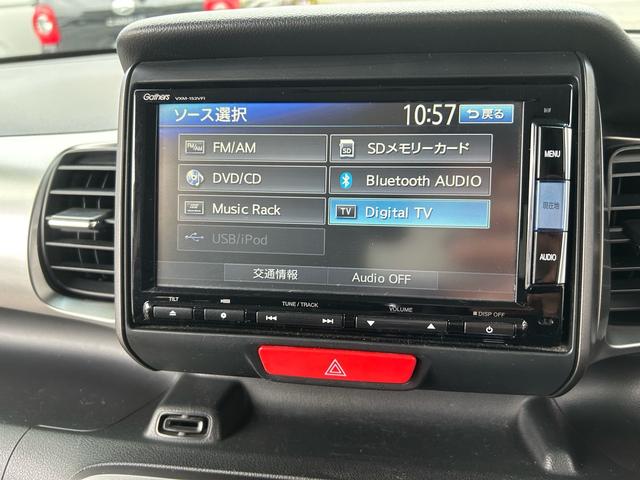 Gathers VXM-152VFi
ソース選択 10:57 戻る
FM/AM SDメモリーカード
DVD/CD Bluetooth AUDIO
Music Rack TV Digital TV
USB/iPod
交通情報 Audio OFF
MENU
現在地
AUDIO
TILT TUNE / TRACK VOLUME DISP OFF